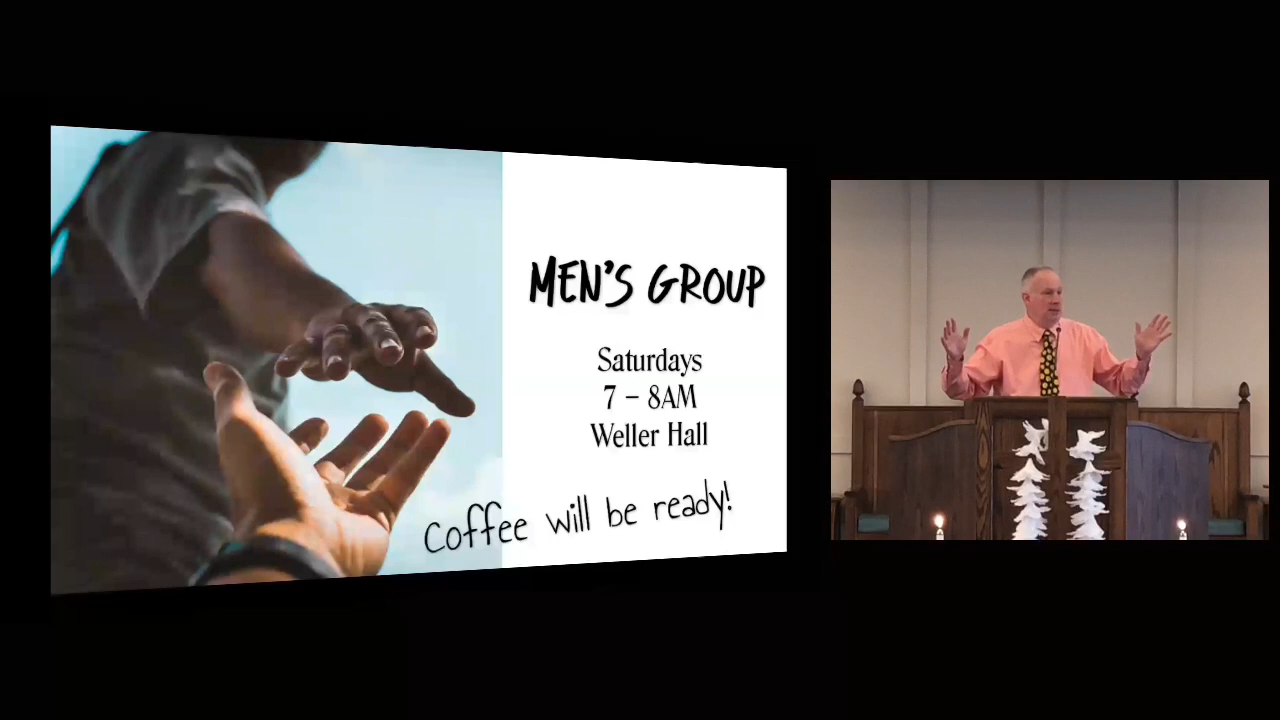 MEN'S GROUP
Saturdays
7 – 8AM
Weller Hall
Coffee will be ready!